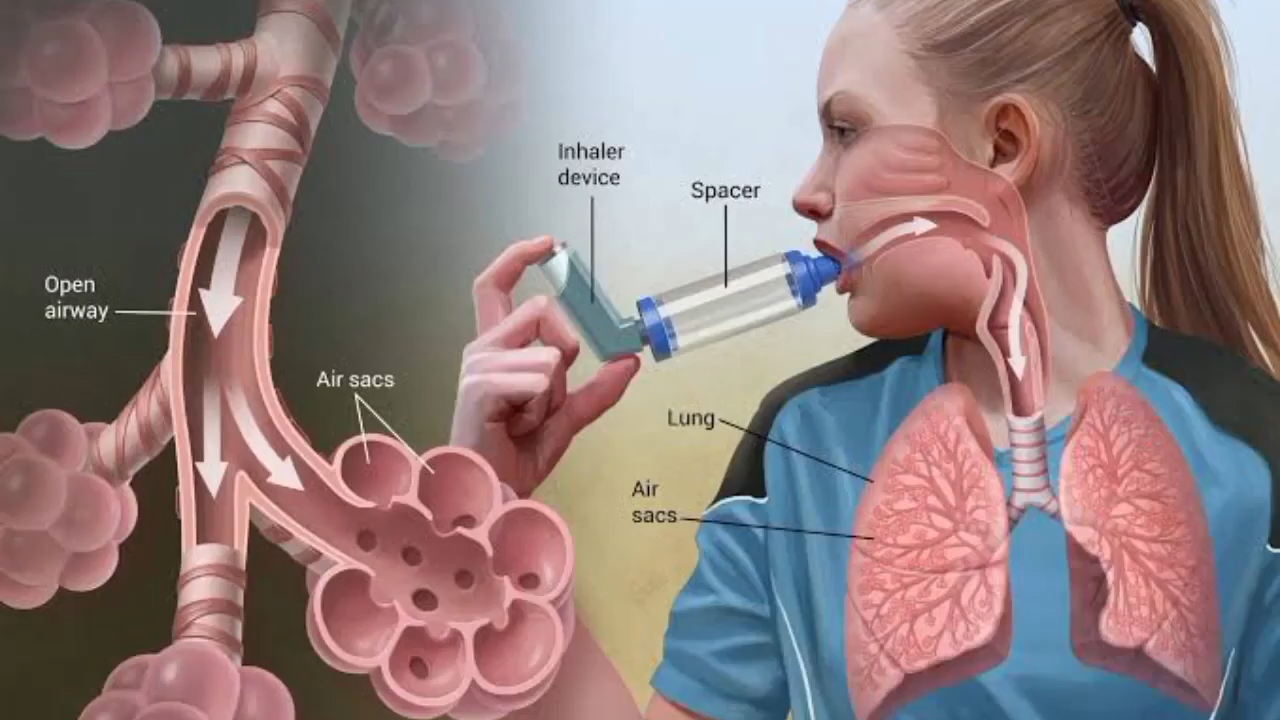 Inhaler
device
Spacer
Open
airway
Air sacs
Lung
Air
sacs